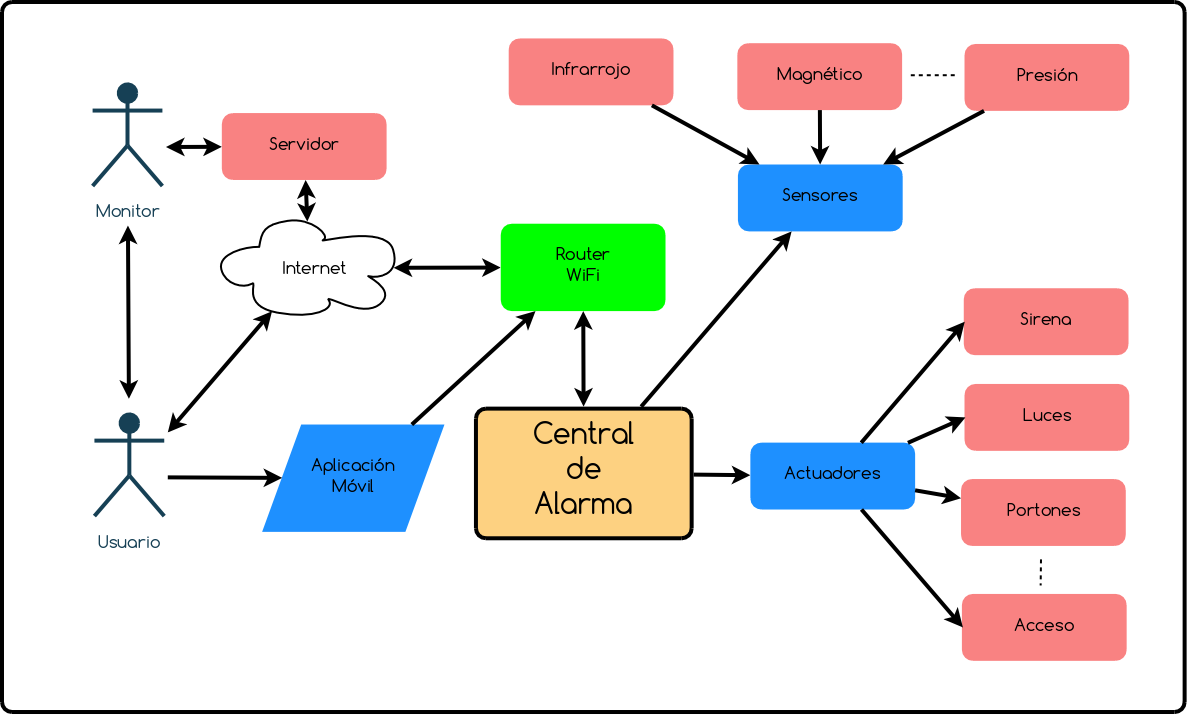 Infrarrojo
Magnético
Presión
Servidor
Monitor
Sensores
Internet
Router
WiFi
Sirena
Luces
Central
de
Alarma
Aplicación
Móvil
Actuadores
Portones
Usuario
Acceso